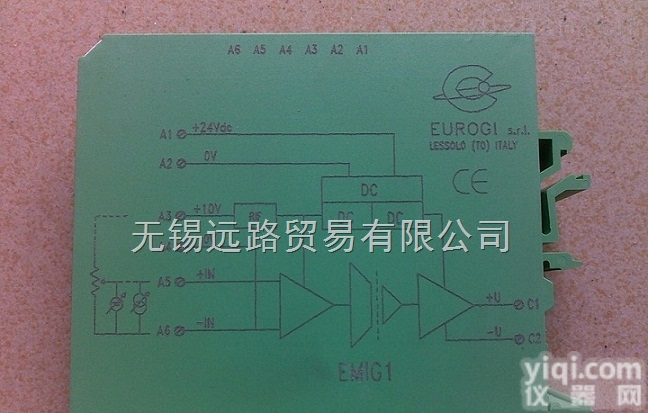 A6 A5 A4 A3 A2 A1
EUROGI s.r.l.
LESSOLO (TO) ITALY
CE
A1 +24Vdc
A2 0V
DC
A3 +10V
DC DC
无锡远路贸易有限公司
A5 +IN
+U C1
A6 -IN
-U C2
EMIG1
yiqi.com
仪器网